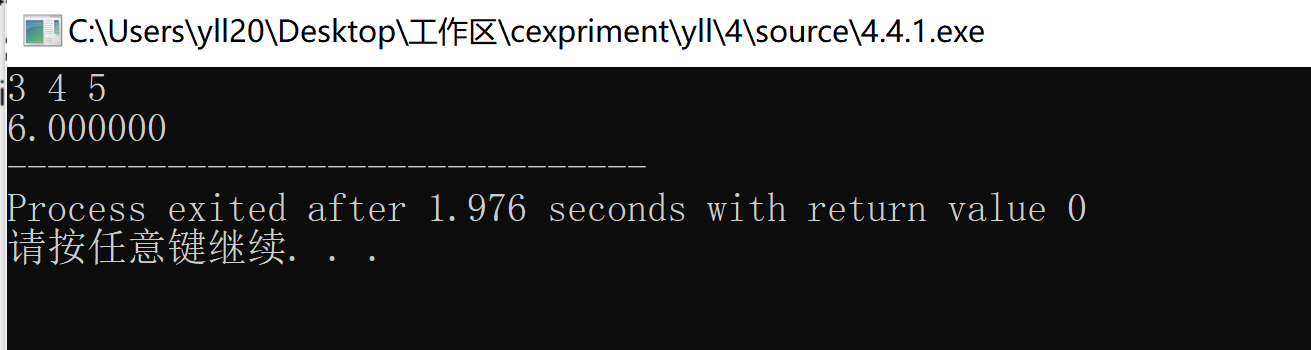 C:\Users\yll20\Desktop\工作区\cexpriment\yll\4\source\4.4.1.exe
3 4 5
6.000000
--------------------------------
Process exited after 1.976 seconds with return value 0
请按任意键继续. . .